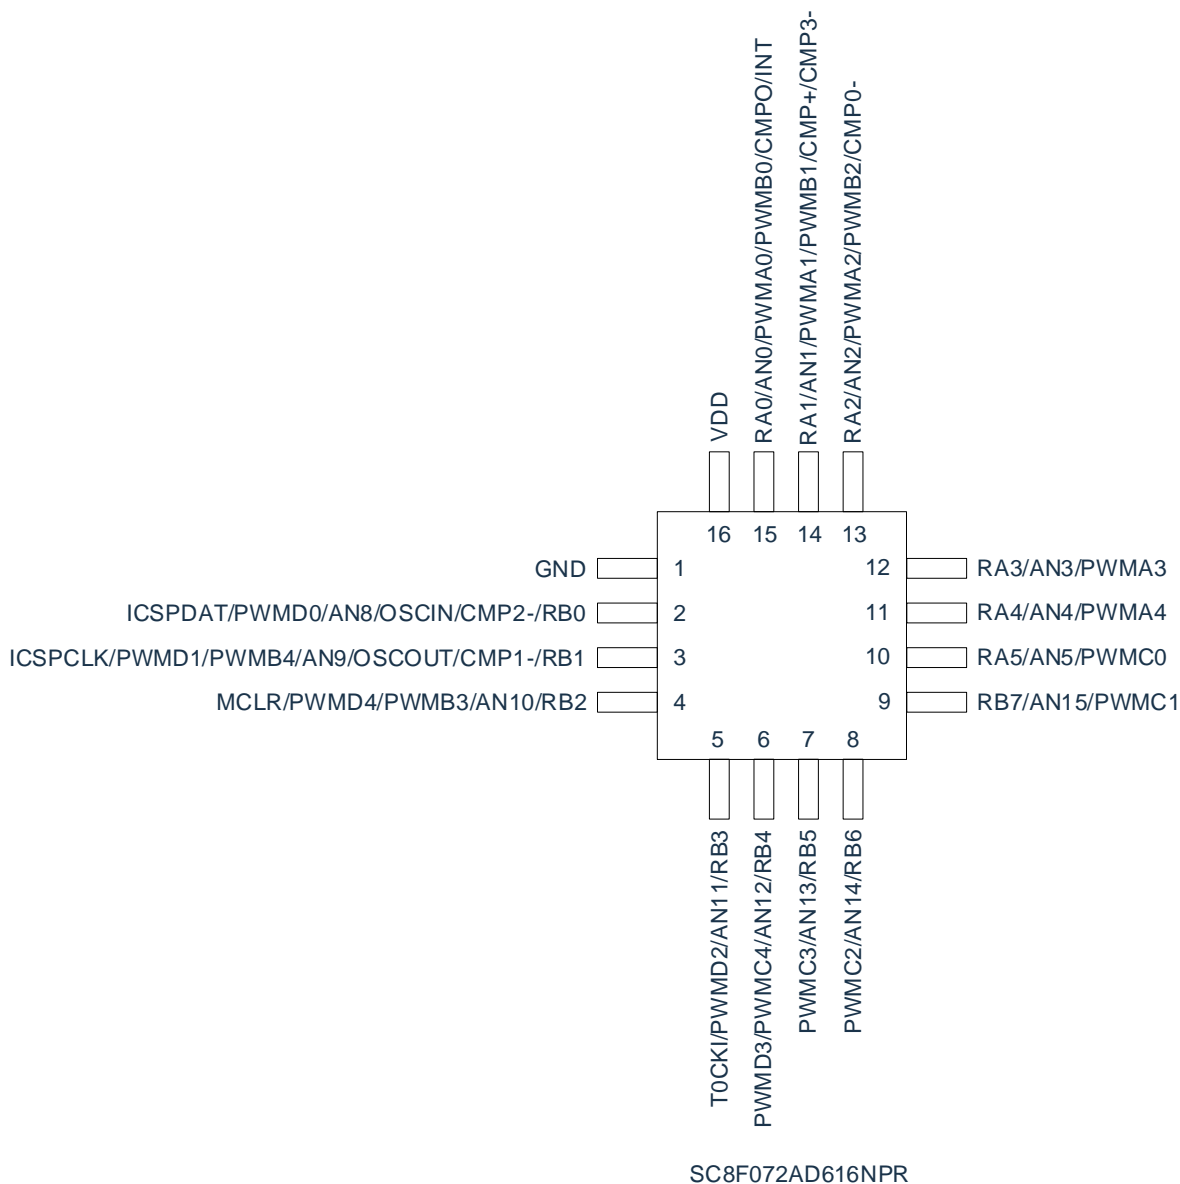 VDD
RA0/AN0/PWMA0/PWMB0/CMPO/INT
RA1/AN1/PWMA1/PWMB1/CMP+/CMP3-
RA2/AN2/PWMA2/PWMB2/CMP0-
16 15 14 13
GND 1
ICSPDAT/PWMD0/AN8/OSCIN/CMP2-/RB0 2
ICSPCLK/PWMD1/PWMB4/AN9/OSCOUT/CMP1-/RB1 3
MCLR/PWMD4/PWMB3/AN10/RB2 4
12 RA3/AN3/PWMA3
11 RA4/AN4/PWMA4
10 RA5/AN5/PWMC0
9 RB7/AN15/PWMC1
5 6 7 8
T0CKI/PWMD2/AN11/RB3
PWMD3/PWMC4/AN12/RB4
PWMC3/AN13/RB5
PWMC2/AN14/RB6
SC8F072AD616NPR